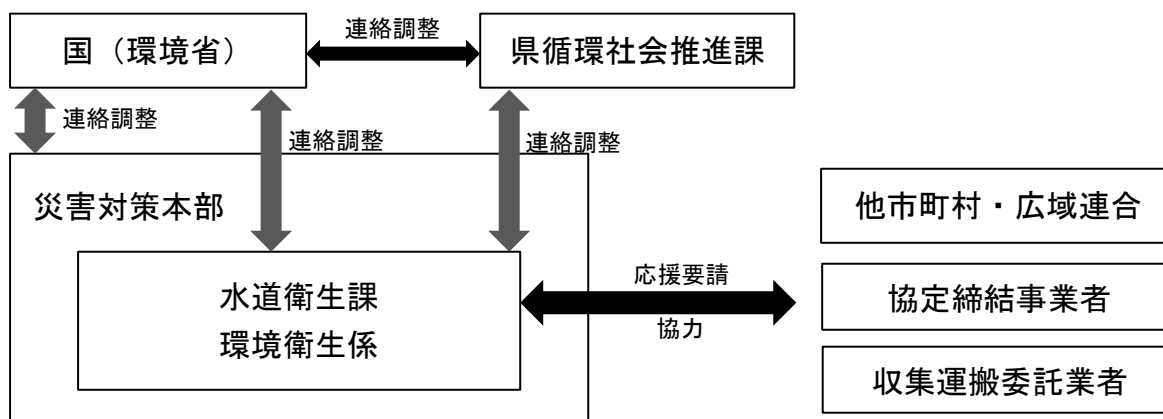 国（環境省）
連絡調整
県循環社会推進課
連絡調整
連絡調整
連絡調整
災害対策本部
水道衛生課
環境衛生係
応援要請
協力
他市町村・広域連合
協定締結事業者
収集運搬委託業者